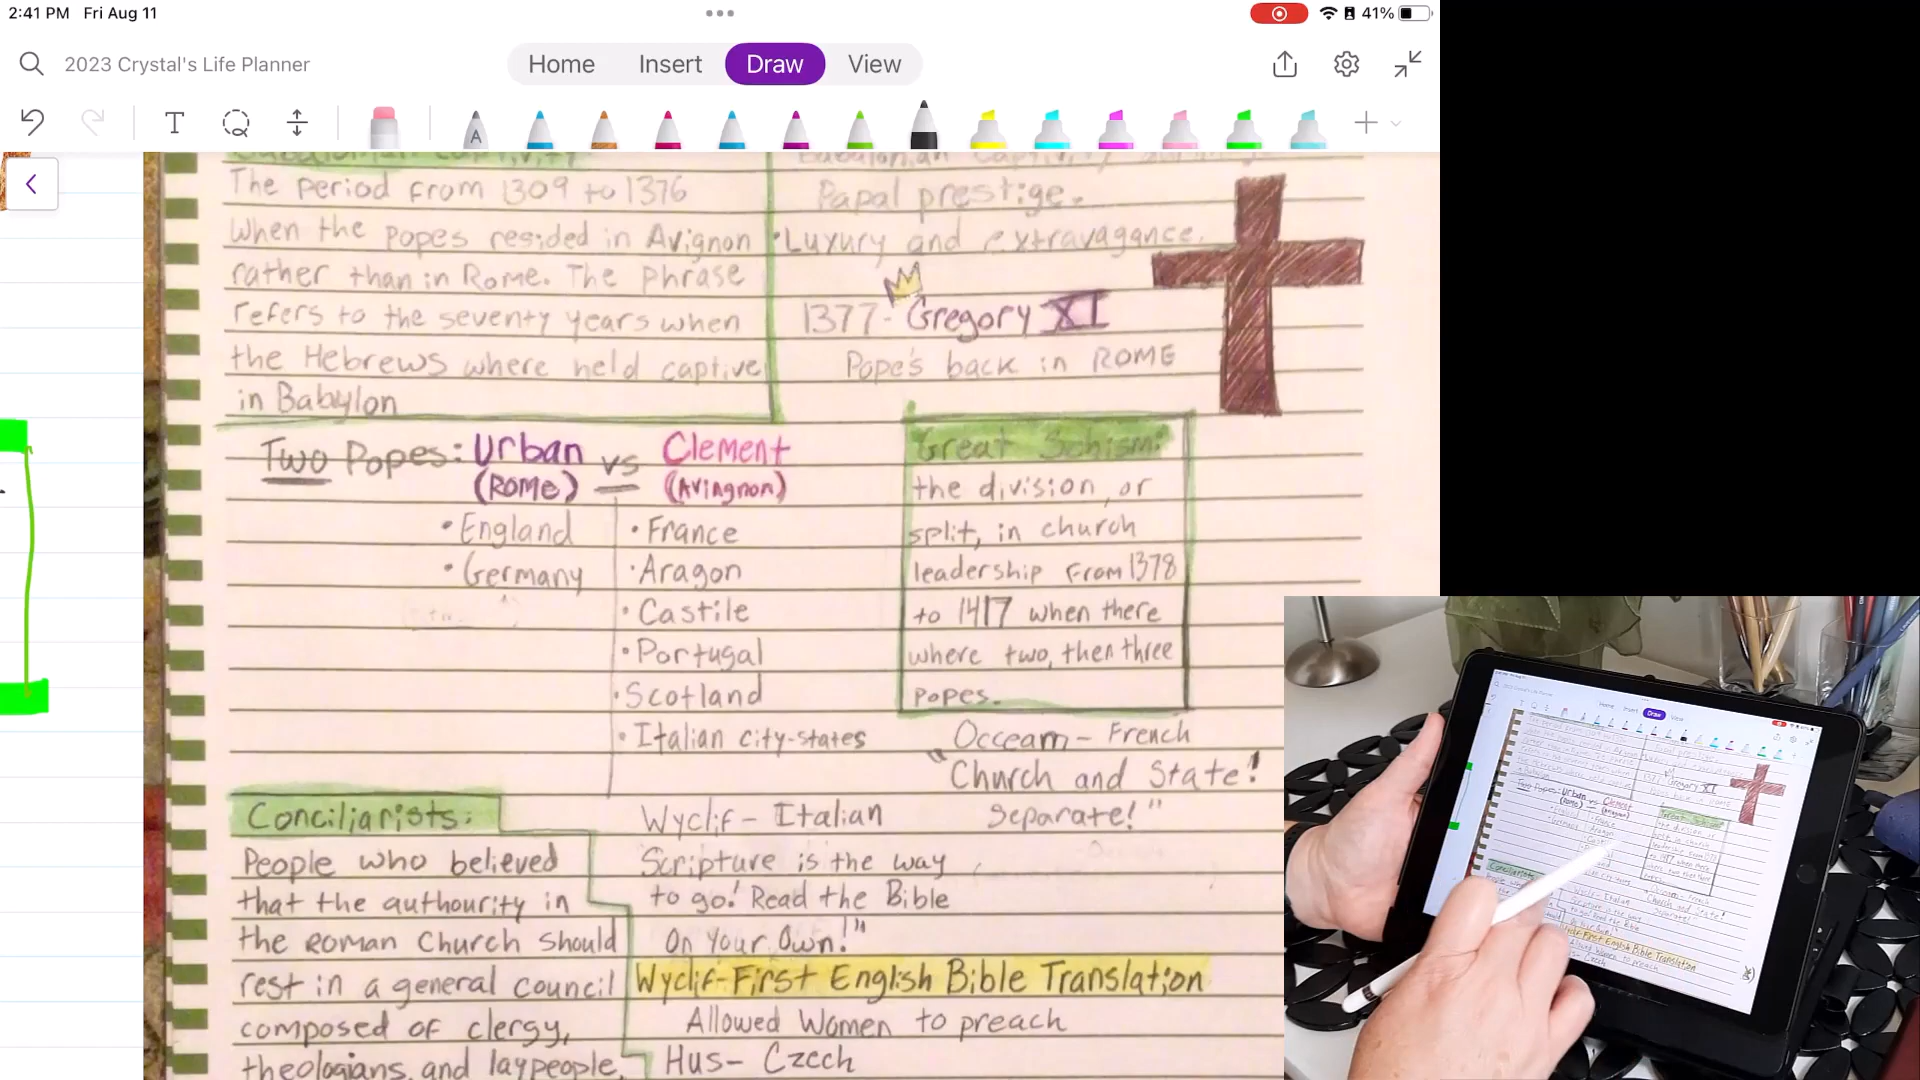 2:41 PM Fri Aug 11
41%
2023 Crystal's Life Planner
Home Insert Draw View
T
A
The period from 1309 to 1376
when the popes resided in Avignon
rather than in Rome. The phrase
refers to the seventy years when
the Hebrews where held captive
in Babylon
Babylonian Captivity
Papal prestige.
•Luxury and extravagance.
1377- Gregory XI
Pope's back in ROME
Two Popes: Urban vs Clement
(Rome) (Avingnon)
•England
•Germany
•France
•Aragon
•Castile
•Portugal
•Scotland
•Italian city-states
Great Schism:
the division, or
split, in church
leadership from 1378
to 1417 when there
where two, then three
popes.
Occeam- French
"Church and State!
Separate!"
Conciliarists:
People who believed
that the authourity in
the Roman Church should
rest in a general council
composed of clergy,
theologians, and laypeople.
Wyclif- Italian
Scripture is the way
to go! Read the Bible
On Your Own!"
Wyclif-First English Bible Translation
Allowed Women to preach
Hus- Czech